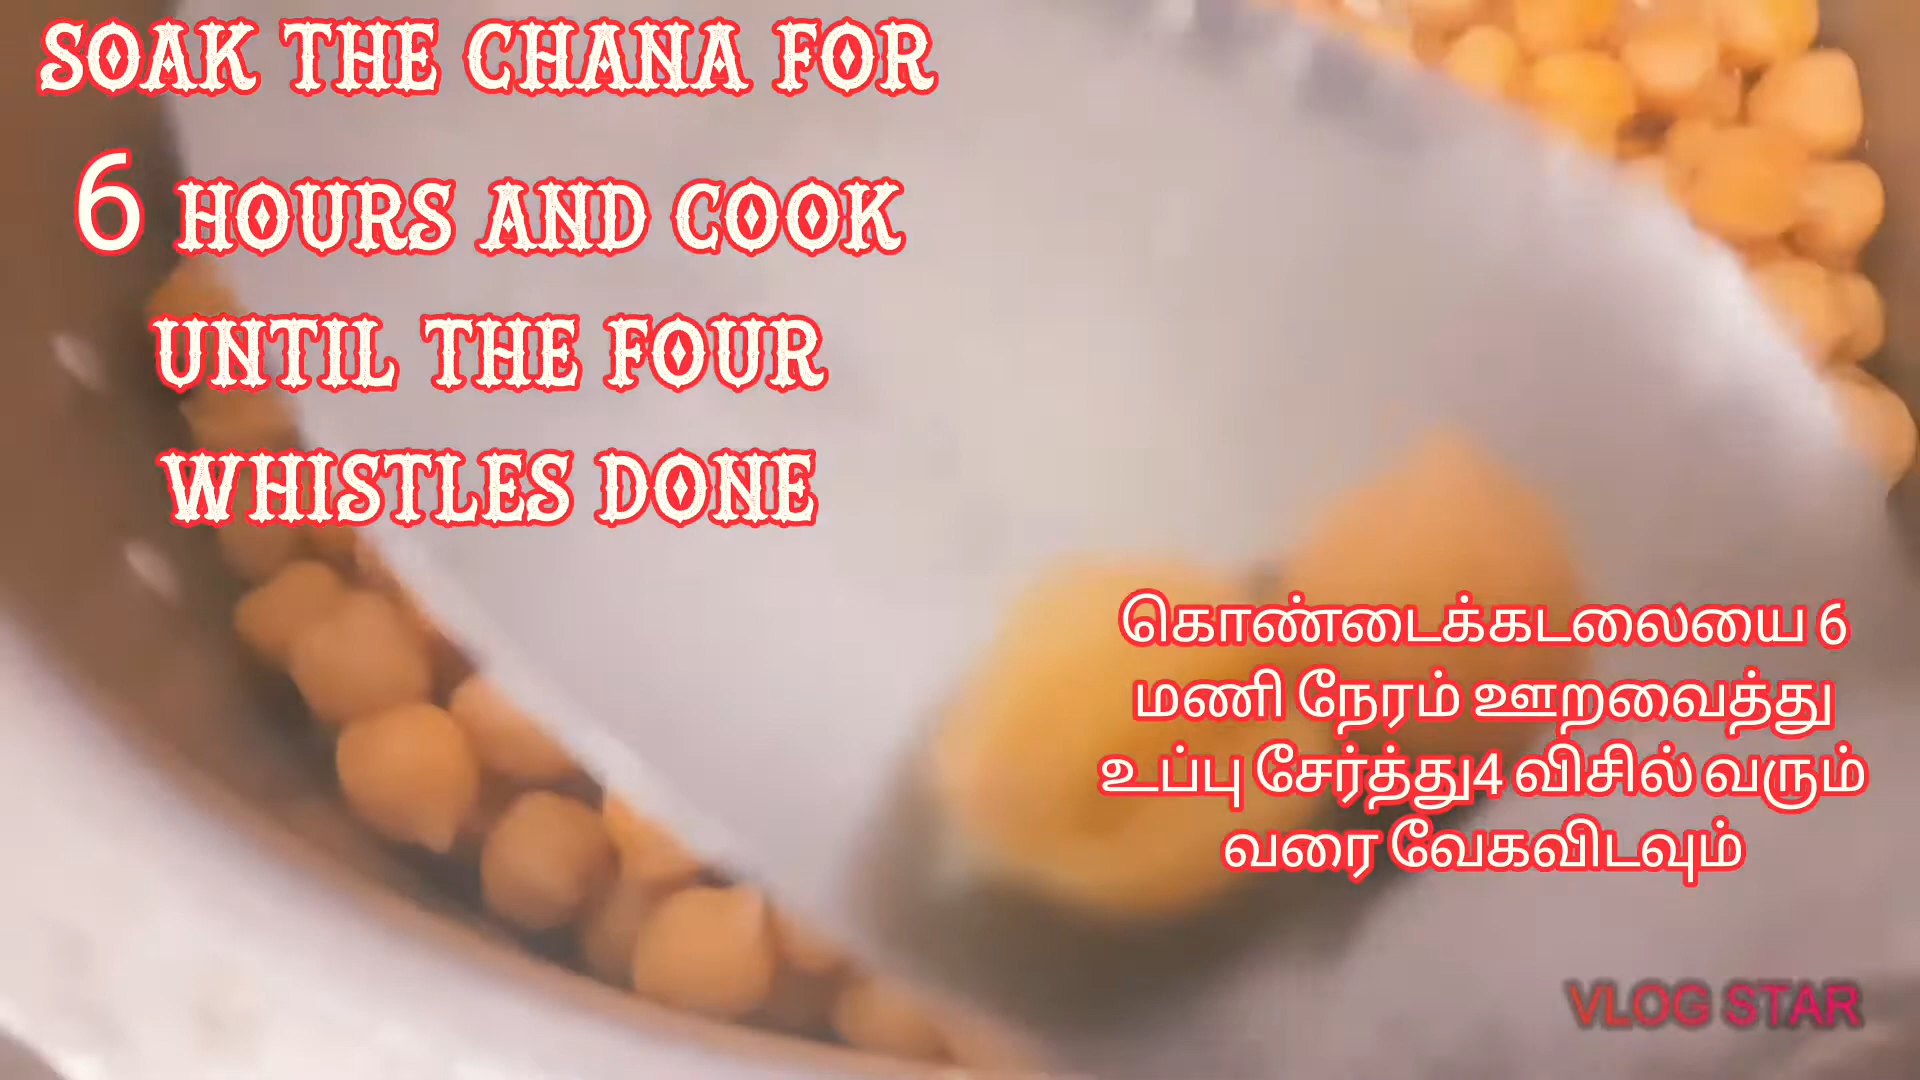 SOAK THE CHANA FOR
6 HOURS AND COOK
UNTIL THE FOUR
WHISTLES DONE
கொண்டைக்கடலையை 6
மணி நேரம் ஊறவைத்து
உப்பு சேர்த்து4 விசில் வரும்
வரை வேகவிடவும்
VLOG STAR